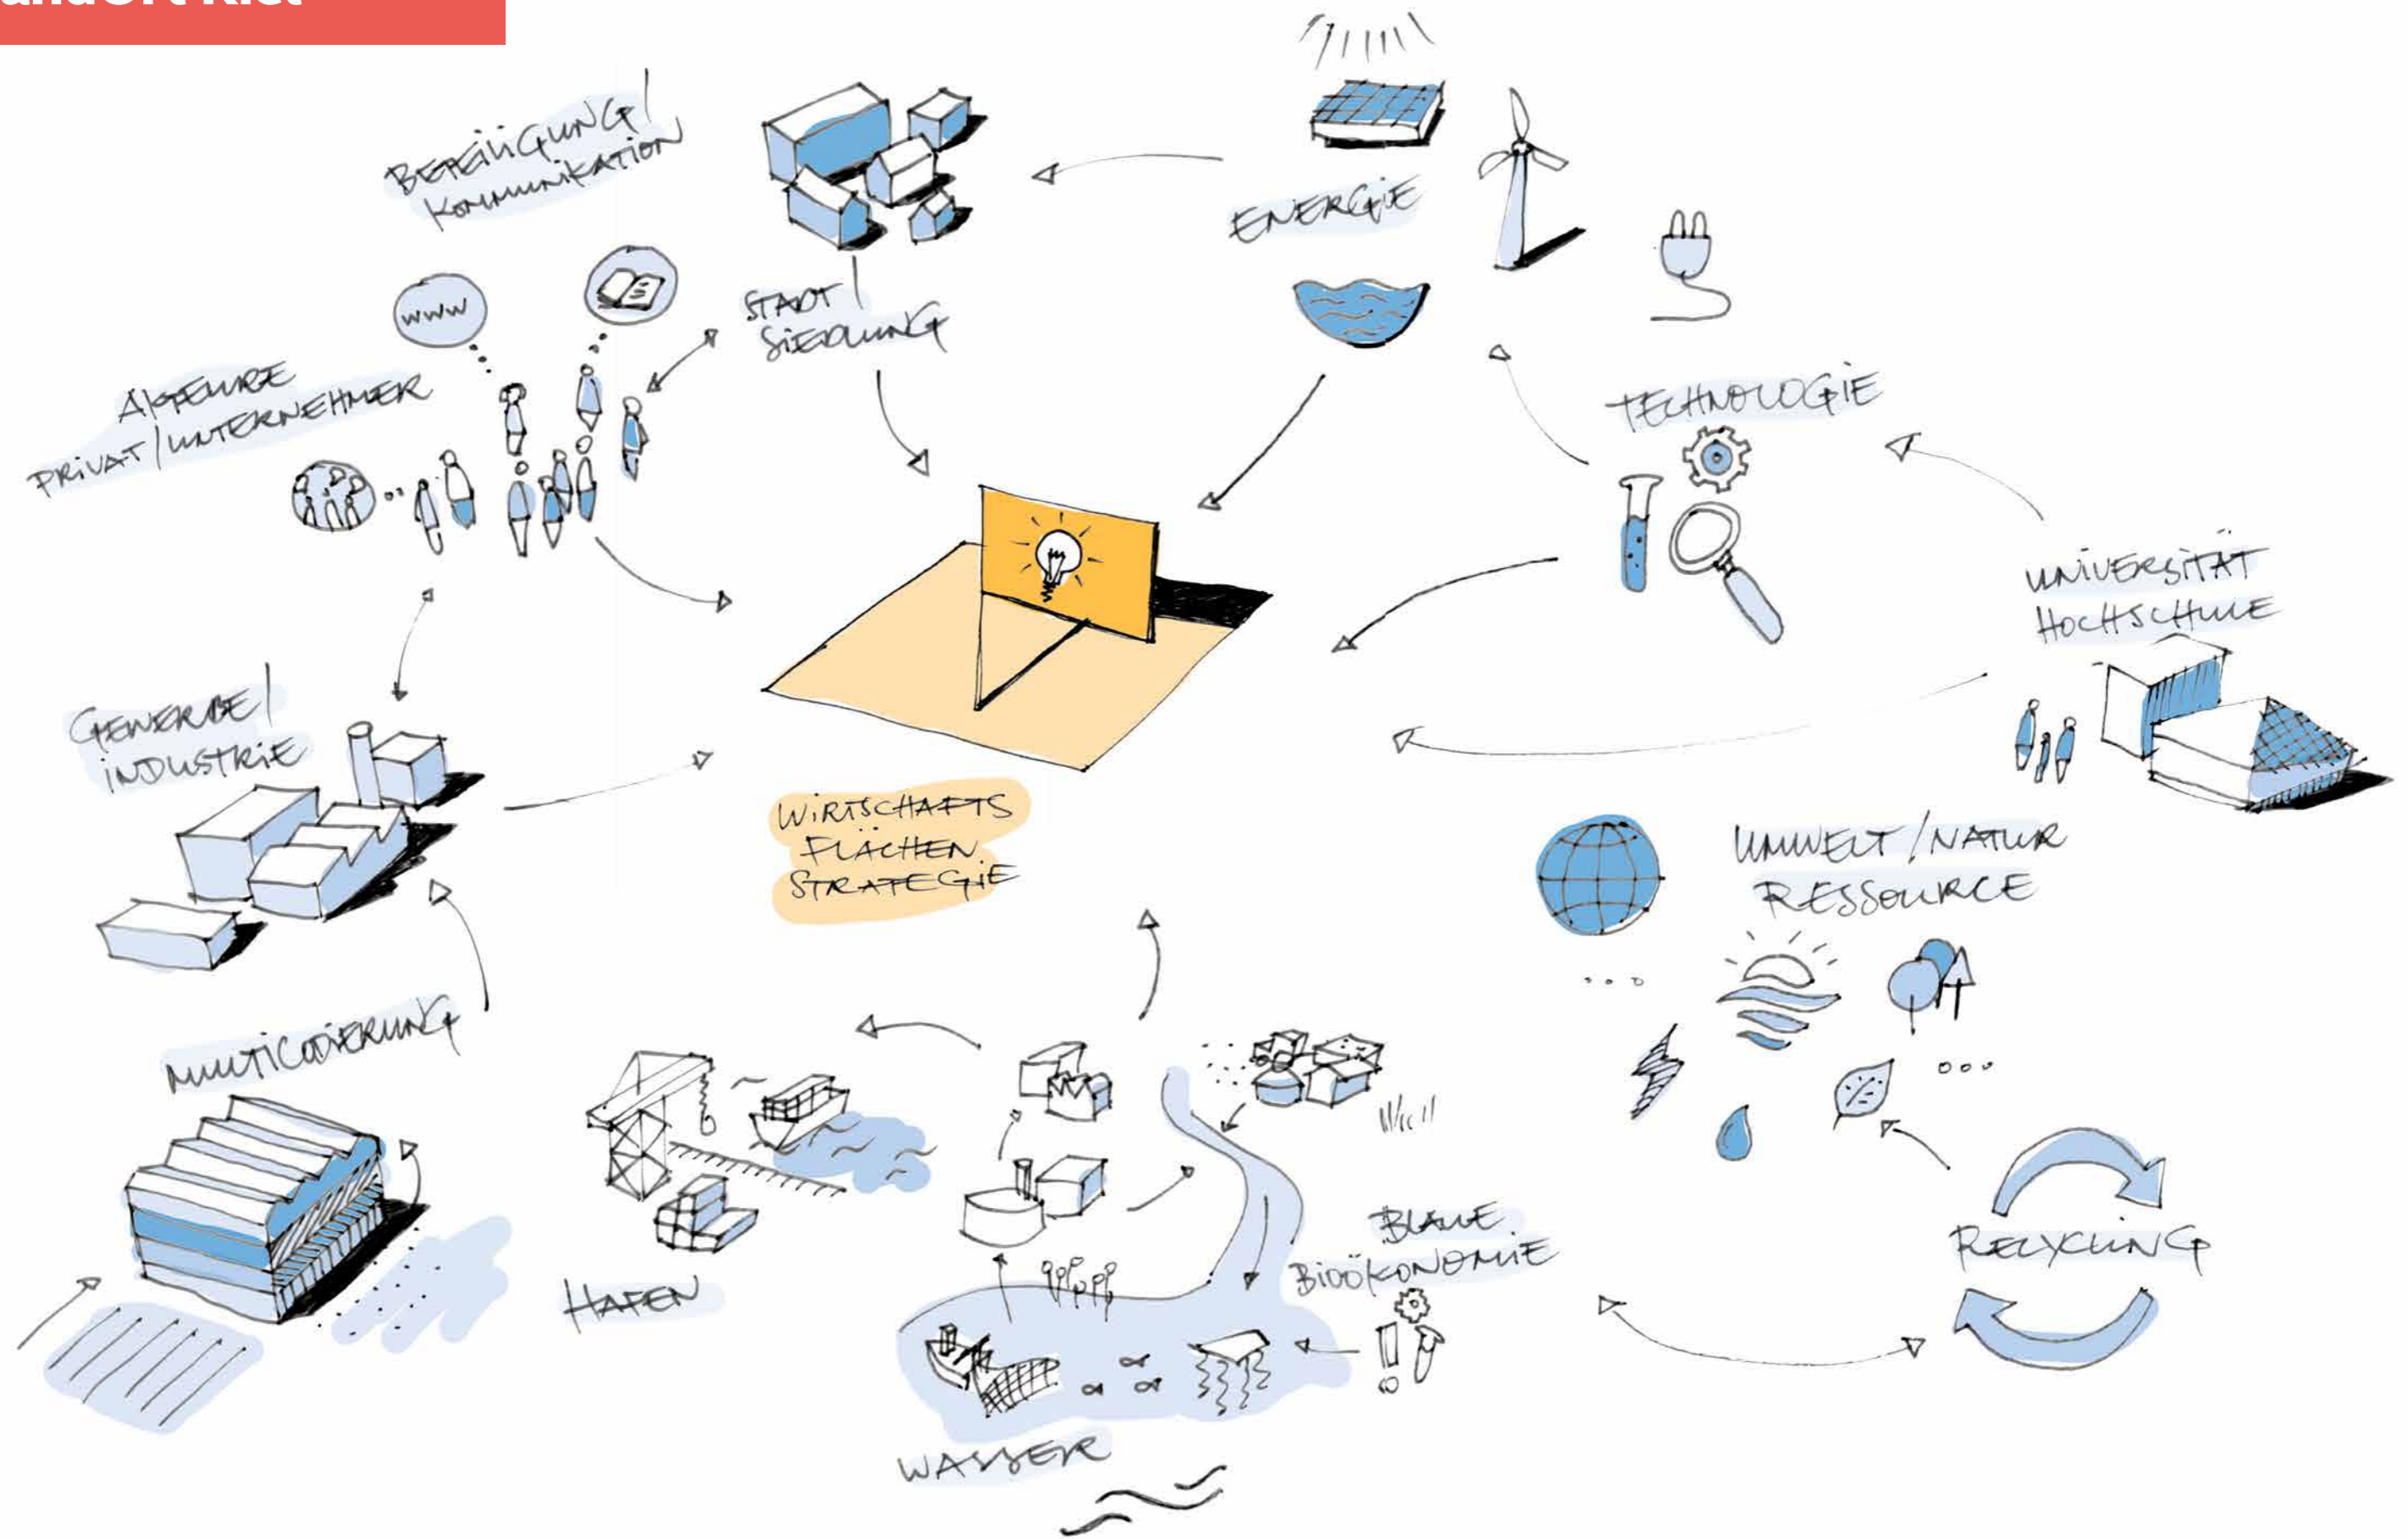 Kiel
BETEILIGUNG/
KOMMUNIKATION
ENERGIE
WWW
STADT/
SIEDLUNG
AKTEURE
PRIVAT/UNTERNEHMER
TECHNOLOGIE
UNIVERSITÄT
HOCHSCHULE
GEWERBE/
INDUSTRIE
WIRTSCHAFTS
FLÄCHEN
STRATEGIE
UMWELT/NATUR
RESSOURCE
MULTICODIERUNG
BLAUE
BIOÖKONOMIE
RECYCLING
HAFEN
WASSER